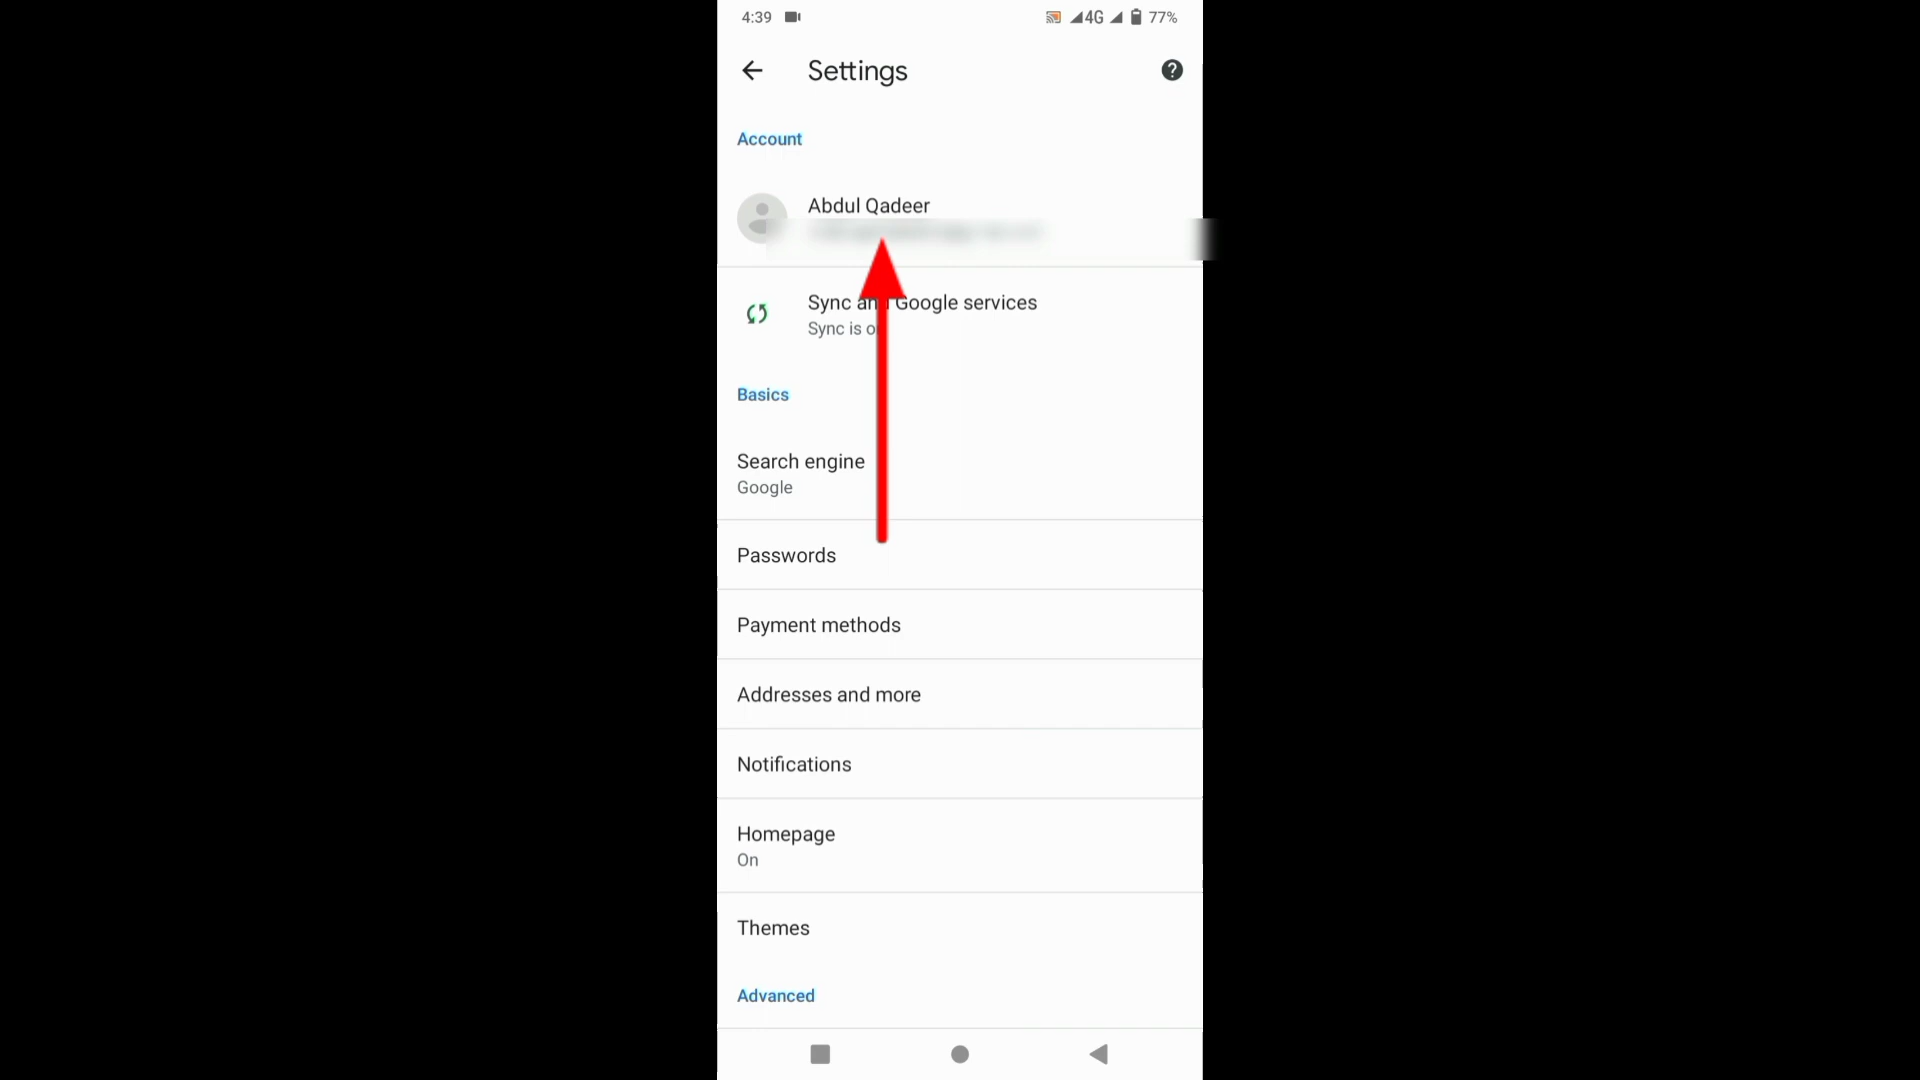 4:39
4G
77%
Settings
Account
Abdul Qadeer
Sync and Google services
Sync is o
Basics
Search engine
Google
Passwords
Payment methods
Addresses and more
Notifications
Homepage
On
Themes
Advanced